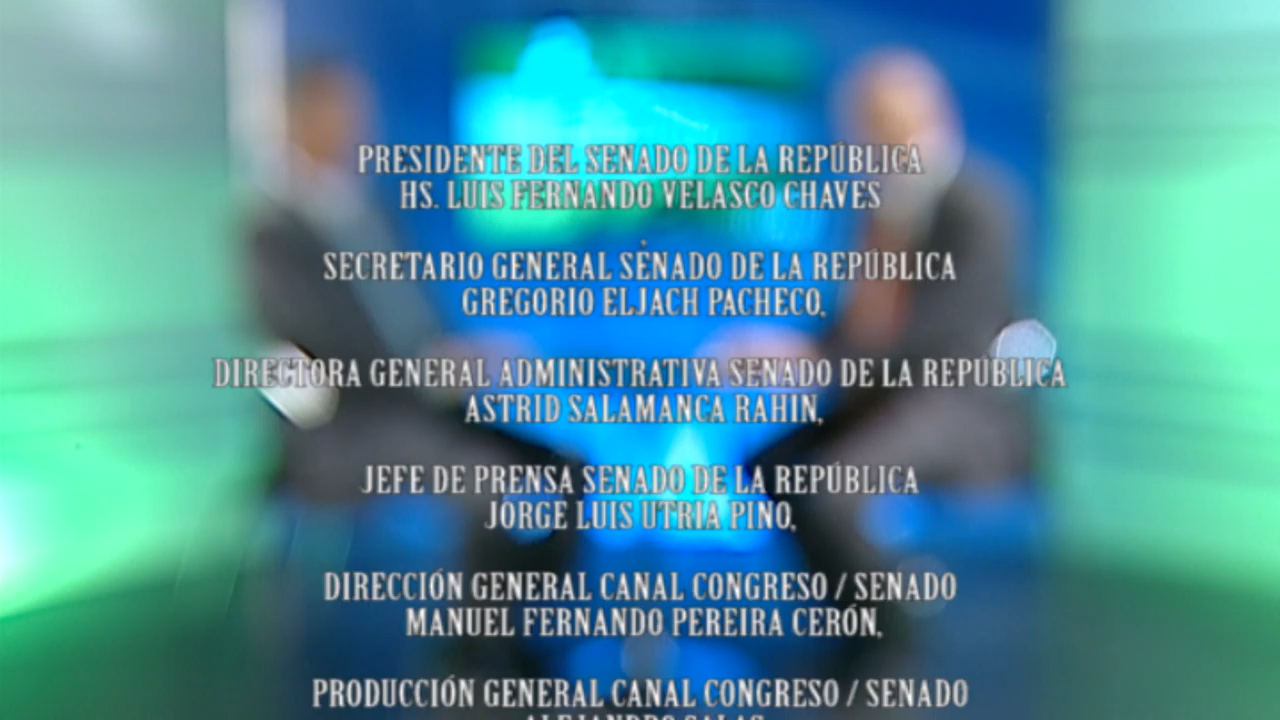 PRESIDENTE DEL SENADO DE LA REPÚBLICA
HS. LUIS FERNANDO VELASCO CHAVES
.
SECRETARIO GENERAL SENADO DE LA REPÚBLICA
GREGORIO ELJACH PACHECO,
DIRECTORA GENERAL ADMINISTRATIVA SENADO DE LA REPÚBLICA
ASTRID SALAMANCA RAHIN,
JEFE DE PRENSA SENADO DE LA REPÚBLICA
JORGE LUIS UTRIA PINO,
DIRECCIÓN GENERAL CANAL CONGRESO / SENADO
MANUEL FERNANDO PEREIRA CERÓN,
PRODUCCIÓN GENERAL CANAL CONGRESO / SENADO
ALEJANDRO SALAS